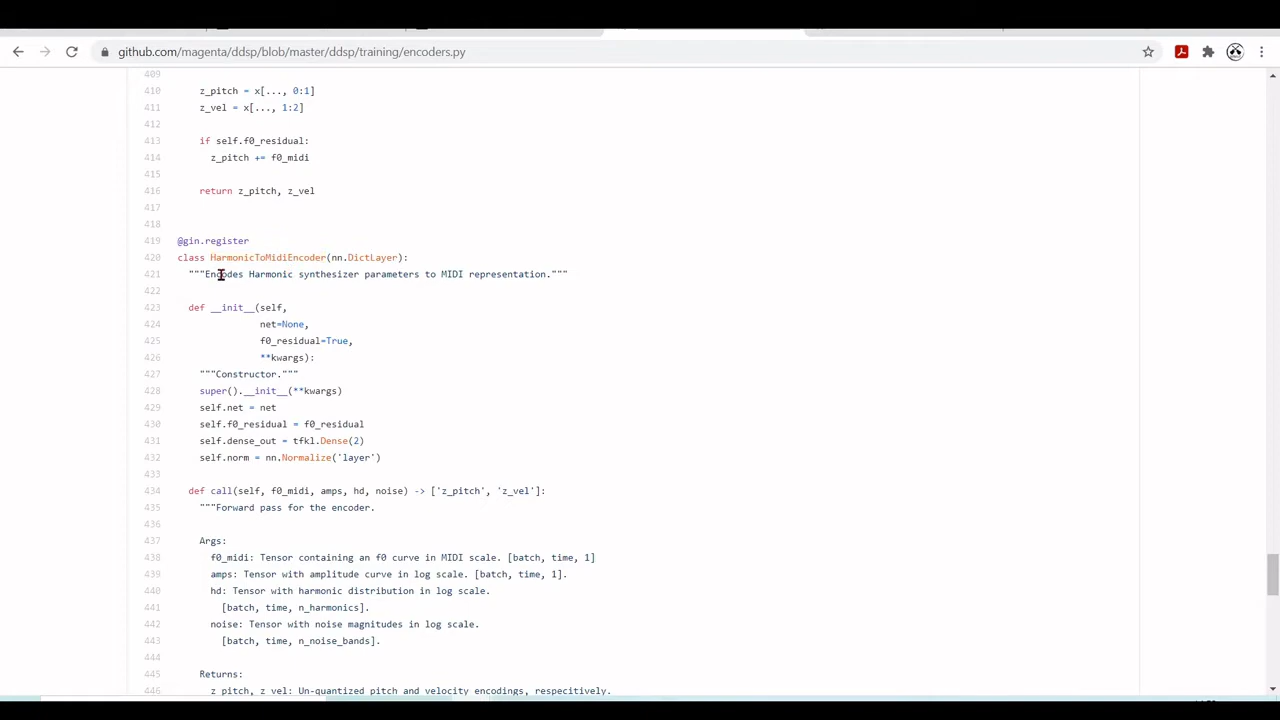 github.com/magenta/ddsp/blob/master/ddsp/training/encoders.py
409
410 z_pitch = x[..., 0:1]
411 z_vel = x[..., 1:2]
412
413 if self.f0_residual:
414 z_pitch += f0_midi
415
416 return z_pitch, z_vel
417
418
419 @gin.register
420 class HarmonicToMidiEncoder(nn.DictLayer):
421 """Encodes Harmonic synthesizer parameters to MIDI representation."""
422
423 def __init__(self,
424 net=None,
425 f0_residual=True,
426 **kwargs):
427 """Constructor."""
428 super().__init__(**kwargs)
429 self.net = net
430 self.f0_residual = f0_residual
431 self.dense_out = tfkl.Dense(2)
432 self.norm = nn.Normalize('layer')
433
434 def call(self, f0_midi, amps, hd, noise) -> ['z_pitch', 'z_vel']:
435 """Forward pass for the encoder.
436
437 Args:
438 f0_midi: Tensor containing an f0 curve in MIDI scale. [batch, time, 1]
439 amps: Tensor with amplitude curve in log scale. [batch, time, 1].
440 hd: Tensor with harmonic distribution in log scale.
441 [batch, time, n_harmonics].
442 noise: Tensor with noise magnitudes in log scale.
443 [batch, time, n_noise_bands].
444
445 Returns:
446 z_pitch, z_vel: Un-quantized pitch and velocity encodings, respecitively.